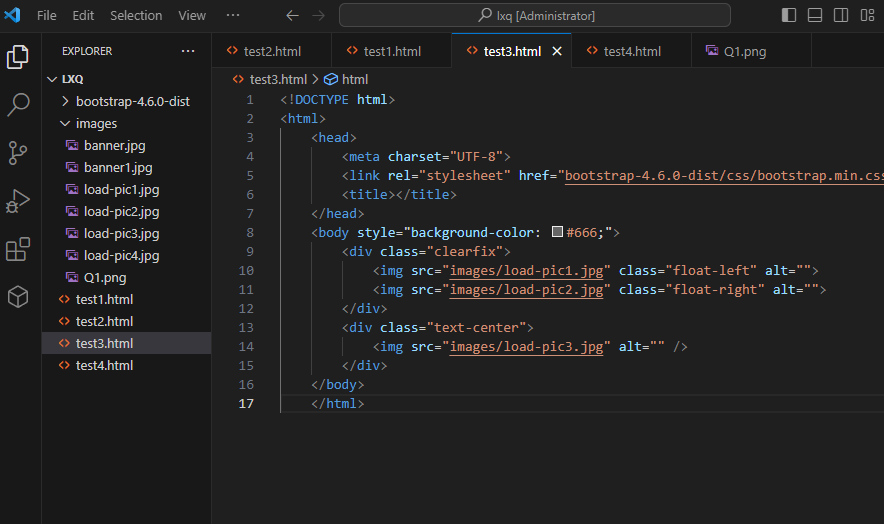 File Edit Selection View ··· lxq [Administrator]
EXPLORER ···
LXQ
bootstrap-4.6.0-dist
images
banner.jpg
banner1.jpg
load-pic1.jpg
load-pic2.jpg
load-pic3.jpg
load-pic4.jpg
Q1.png
test1.html
test2.html
test3.html
test4.html
test2.html test1.html test3.html test4.html Q1.png
test3.html > html
1 <!DOCTYPE html>
2 <html>
3 <head>
4 <meta charset="UTF-8">
5 <link rel="stylesheet" href="bootstrap-4.6.0-dist/css/bootstrap.min.css
6 <title></title>
7 </head>
8 <body style="background-color: #666;">
9 <div class="clearfix">
10 <img src="images/load-pic1.jpg" class="float-left" alt="">
11 <img src="images/load-pic2.jpg" class="float-right" alt="">
12 </div>
13 <div class="text-center">
14 <img src="images/load-pic3.jpg" alt="" />
15 </div>
16 </body>
17 </html>